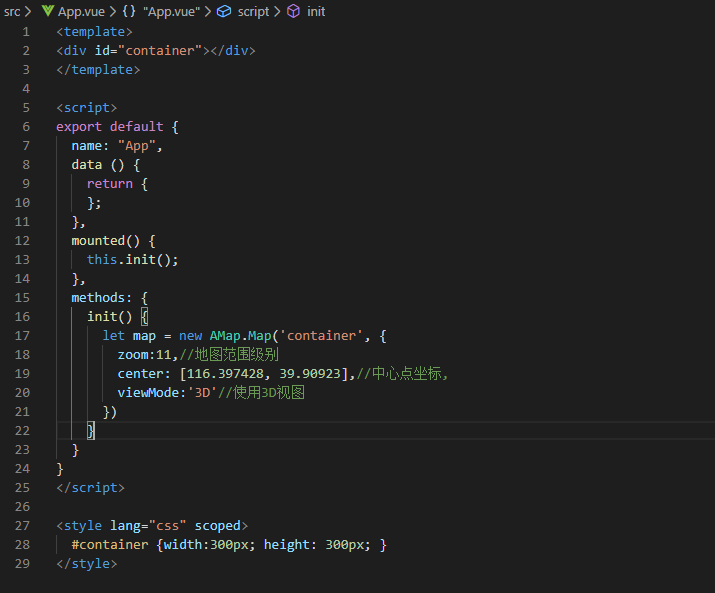 src > App.vue > {} "App.vue" > script > init
1 <template>
2 <div id="container"></div>
3 </template>
4
5 <script>
6 export default {
7   name: "App",
8   data () {
9     return {
10     };
11   },
12   mounted() {
13     this.init();
14   },
15   methods: {
16     init() {
17       let map = new AMap.Map('container', {
18         zoom:11,//地图范围级别
19         center: [116.397428, 39.90923],//中心点坐标,
20         viewMode:'3D'//使用3D视图
21       })
22     }
23   }
24 }
25 </script>
26
27 <style lang="css" scoped>
28   #container {width:300px; height: 300px; }
29 </style>